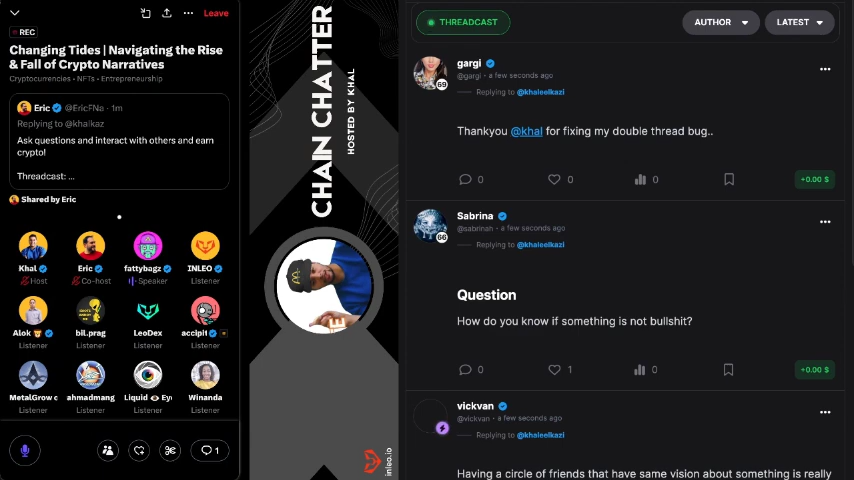 Leave
REC
Changing Tides | Navigating the Rise
& Fall of Crypto Narratives
Cryptocurrencies • NFTs • Entrepreneurship
Eric @EricFNa · 1m
Replying to @khalkaz
Ask questions and interact with others and earn
crypto!
Threadcast: ...
Shared by Eric
Khal
Host
Eric
Co-host
fattybagz
Speaker
INLEO
Listener
Alok
Listener
bil.prag
Listener
LeoDex
Listener
accipit
Listener
MetalGrow c
Listener
ahmadmang
Listener
Liquid 👁 Ey
Listener
Winanda
Listener
1
CHAIN CHATTER
HOSTED BY KHAL
inleo.io
THREADCAST
AUTHOR
LATEST
gargi
@gargi · a few seconds ago
69
Replying to @khaleelkazi
Thankyou @khal for fixing my double thread bug..
0
0
0
+0.00 $
Sabrina
@sabrinah · a few seconds ago
66
Replying to @khaleelkazi
Question
How do you know if something is not bullshit?
0
1
0
+0.00 $
vickvan
@vickvan · a few seconds ago
Replying to @khaleelkazi
Having a circle of friends that have same vision about something is really